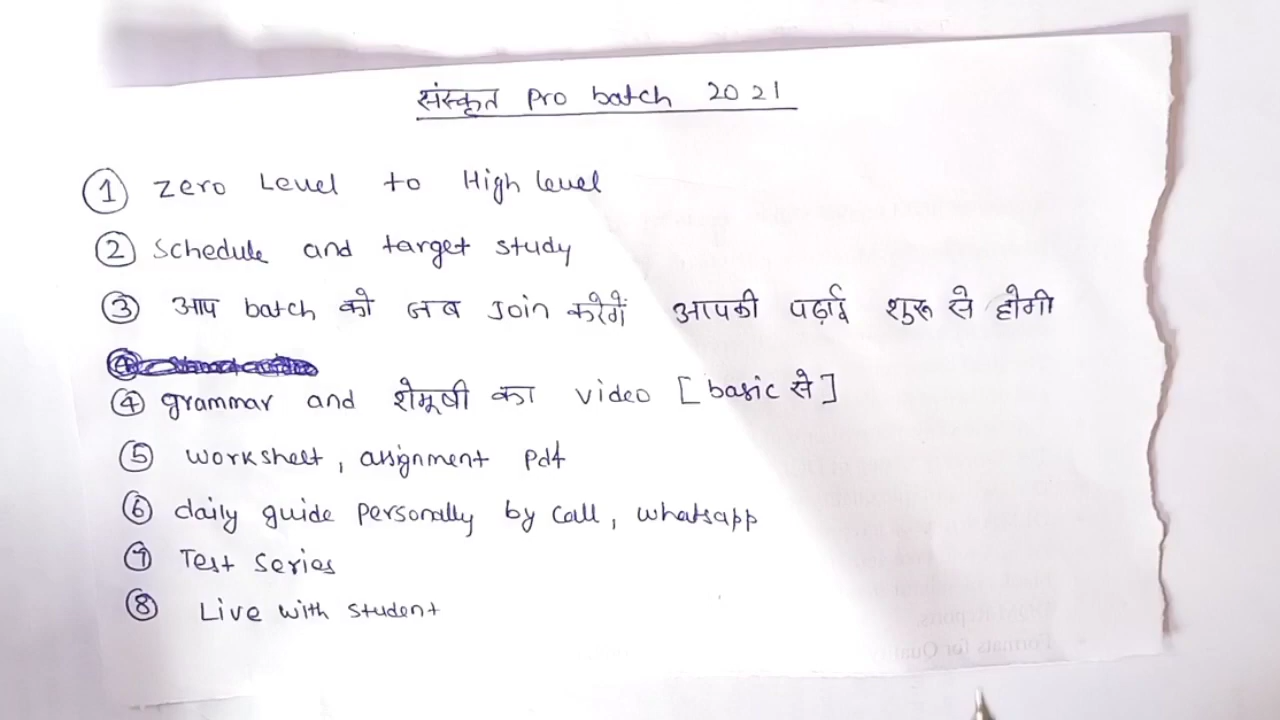 संस्कृत Pro batch 2021
① Zero Level to High level
② Schedule and target study
③ आप batch को जब Join करेगें आपकी पढ़ाई शुरू से होगी
④ grammar and शेमूषी का video [basic से]
⑤ worksheet, assignment pdf
⑥ daily guide personally by call, whatsapp
⑦ Test Series
⑧ Live with student